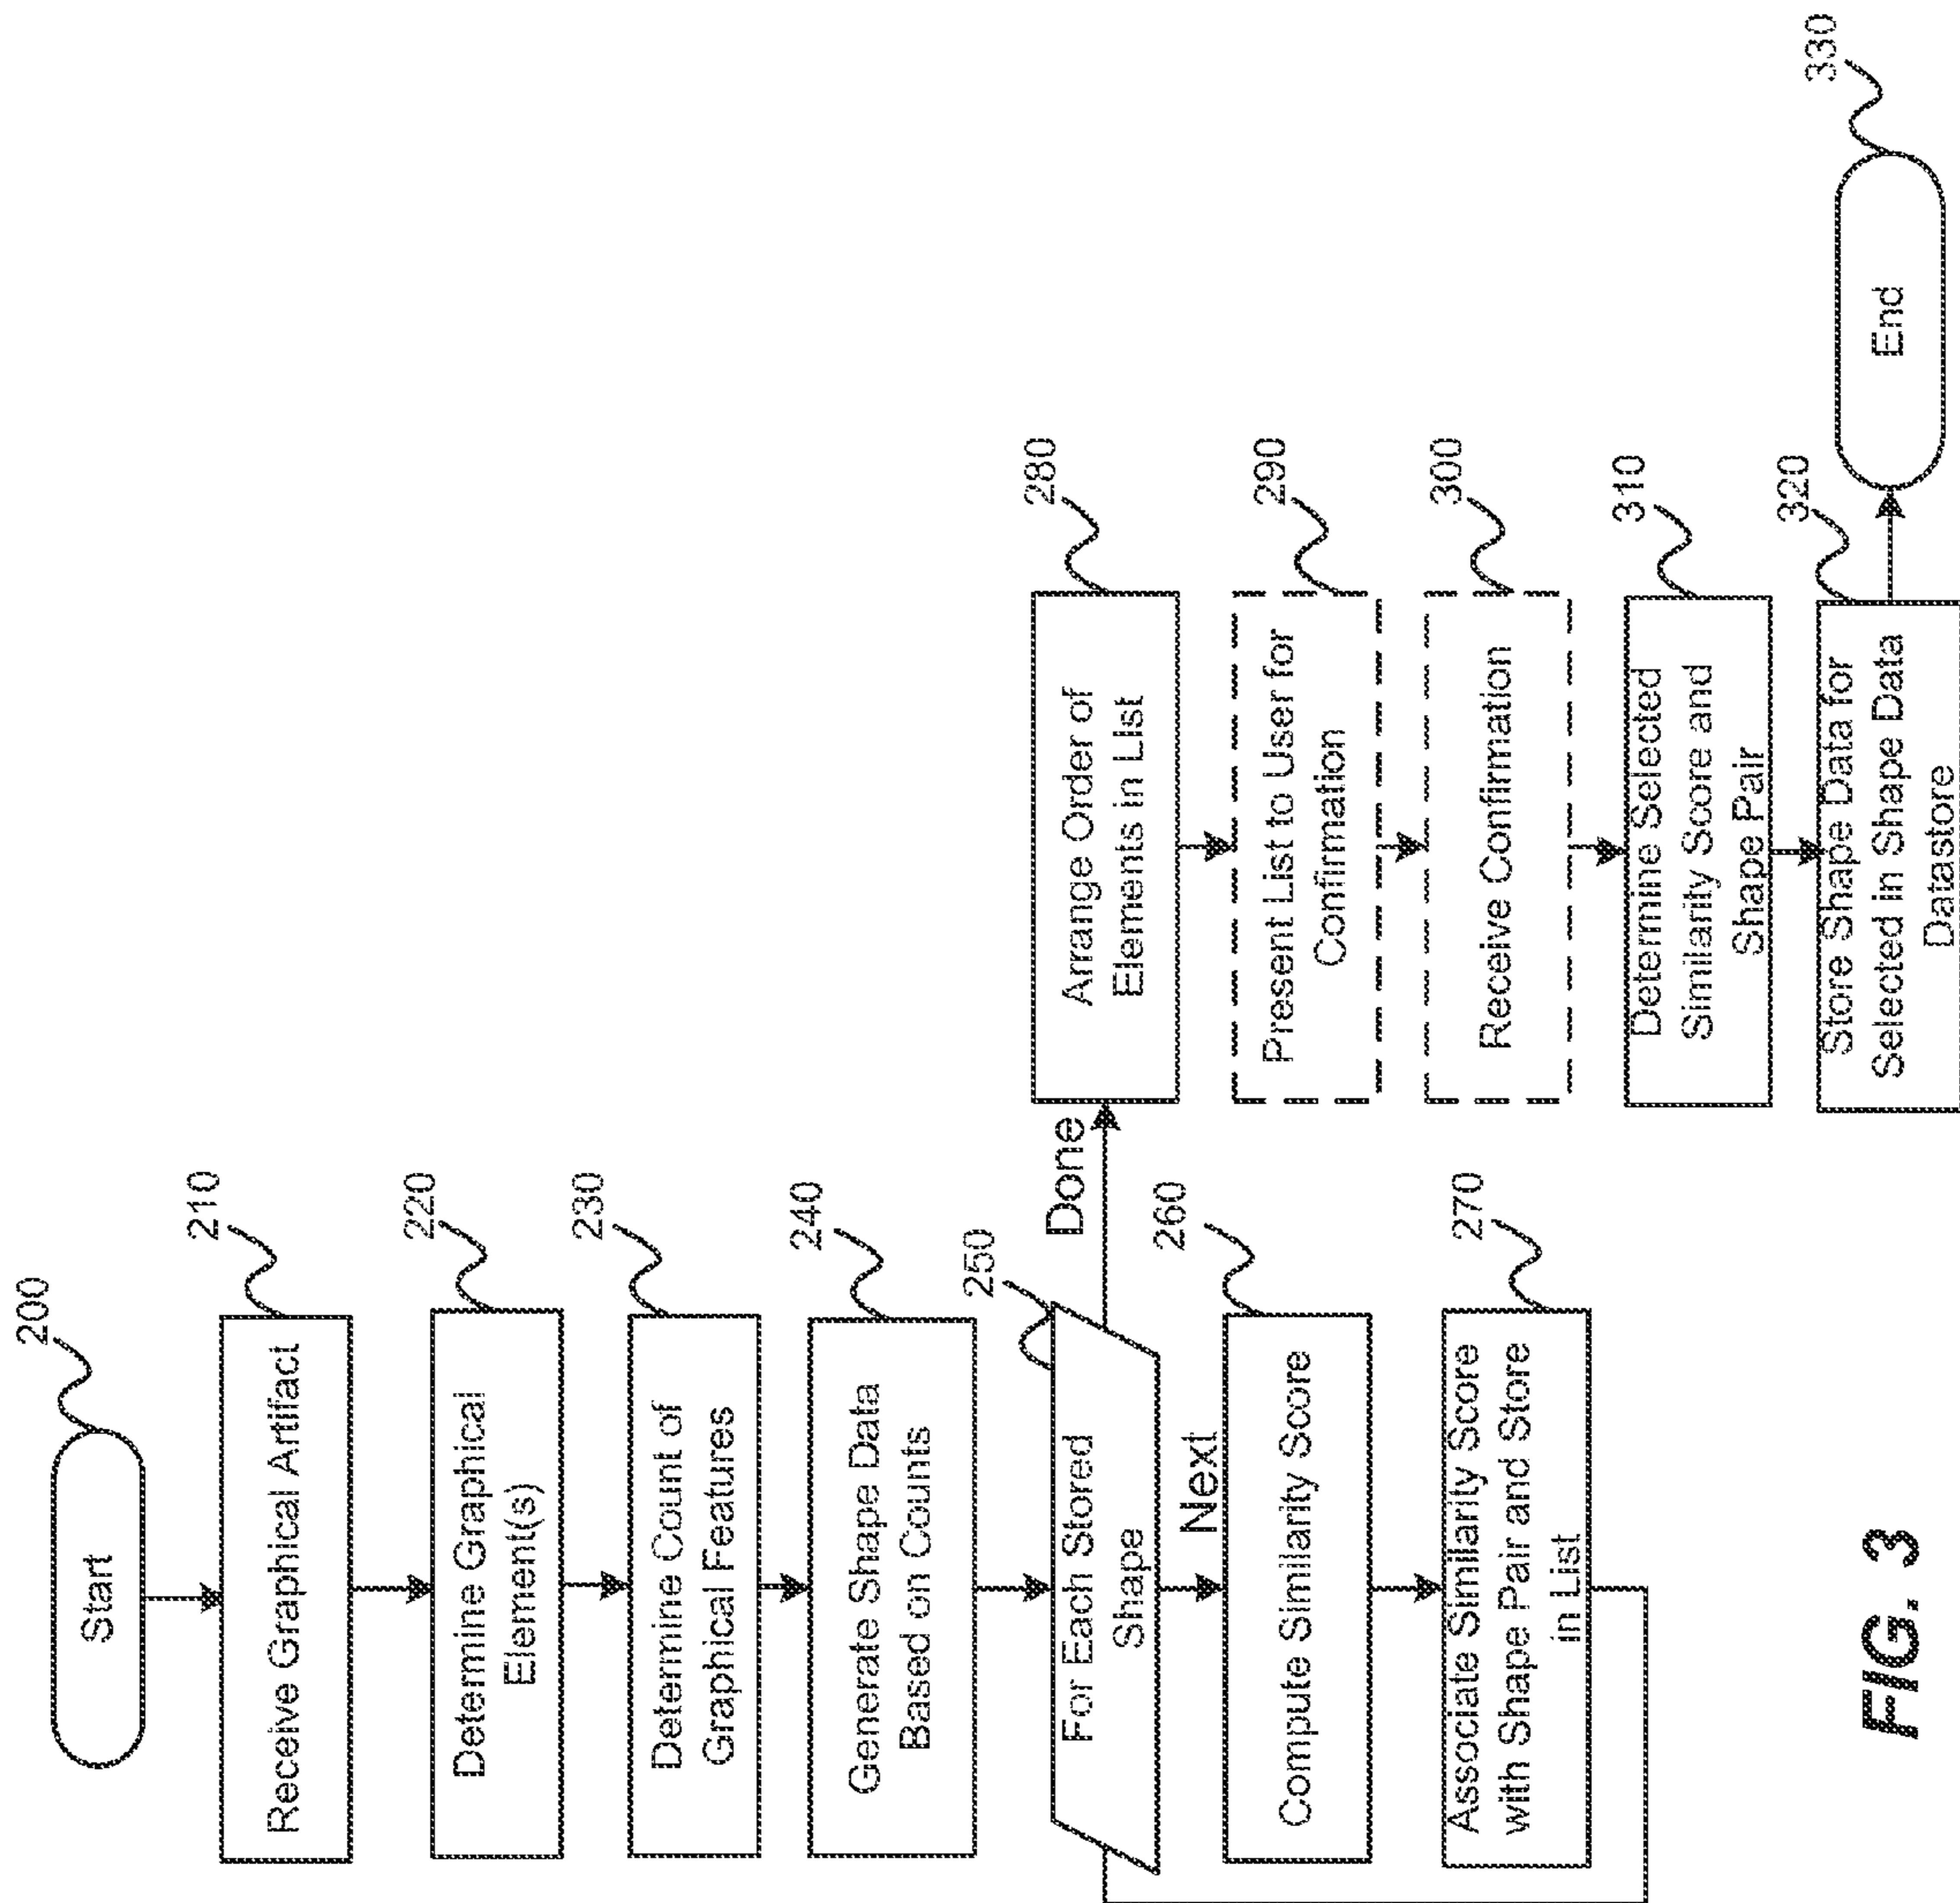 200
Start
210
Receive Graphical Artifact
220
Determine Graphical
Element(s)
230
Determine Count of
Graphical Features
240
Generate Shape Data
Based on Counts
250
For Each Stored
Shape
Done
Next
260
Compute Similarity Score
270
Associate Similarity Score
with Shape Pair and Store
in List
280
Arrange Order of
Elements in List
290
Present List to User for
Confirmation
300
Receive Confirmation
310
Determine Selected
Similarity Score and
Shape Pair
320
Store Shape Data for
Selected in Shape Data
Datastore
330
End
FIG. 3